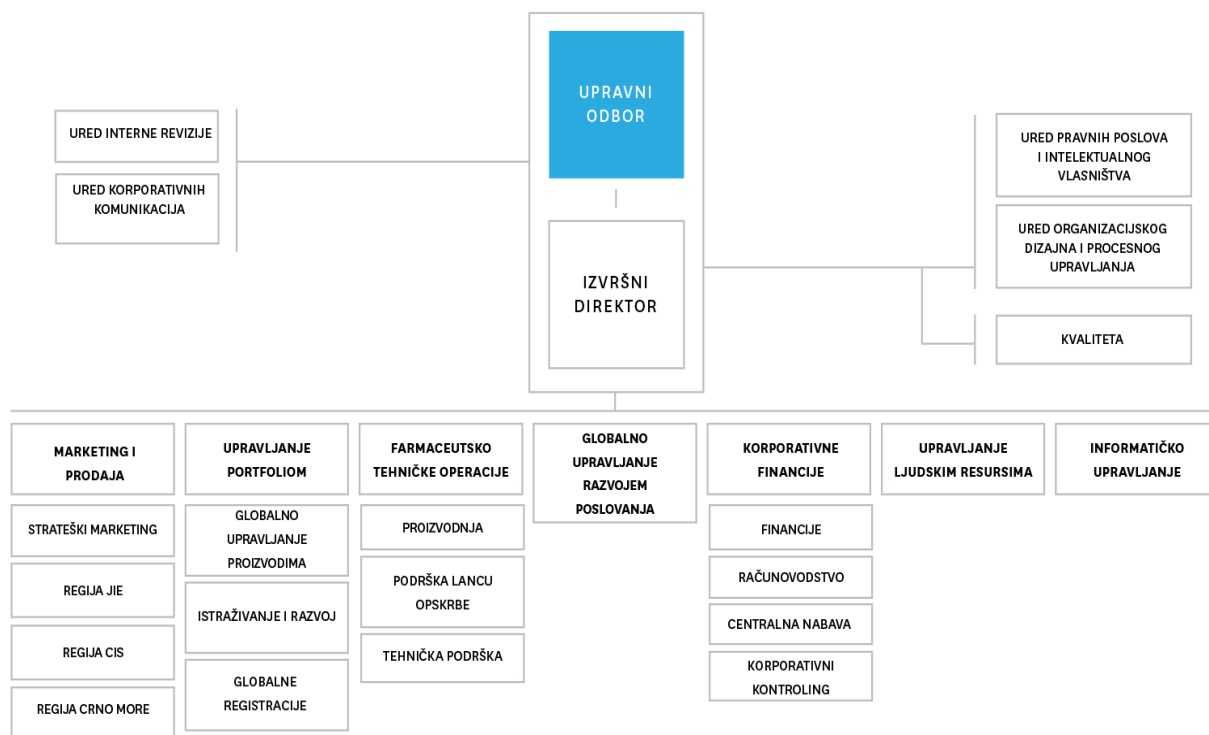 UPRAVNI
ODBOR
URED INTERNE REVIZIJE
URED KORPORATIVNIH
KOMUNIKACIJA
URED PRAVNIH POSLOVA
I INTELEKTUALNOG
VLASNIŠTVA
URED ORGANIZACIJSKOG
DIZAJNA I PROCESNOG
UPRAVLJANJA
IZVRŠNI
DIREKTOR
KVALITETA
MARKETING I
PRODAJA
STRATEŠKI MARKETING
REGIJA JIE
REGIJA CIS
REGIJA CRNO MORE
UPRAVLJANJE
PORTFOLIOM
GLOBALNO
UPRAVLJANJE
PROIZVODIMA
ISTRAŽIVANJE I RAZVOJ
GLOBALNE
REGISTRACIJE
FARMACEUTSKO
TEHNIČKE OPERACIJE
PROIZVODNJA
PODRŠKA LANCU
OPSKRBE
TEHNIČKA PODRŠKA
GLOBALNO
UPRAVLJANJE
RAZVOJEM
POSLOVANJA
KORPORATIVNE
FINANCIJE
FINANCIJE
RAČUNOVODSTVO
CENTRALNA NABAVA
KORPORATIVNI
KONTROLING
UPRAVLJANJE
LJUDSKIM RESURSIMA
INFORMATIČKO
UPRAVLJANJE